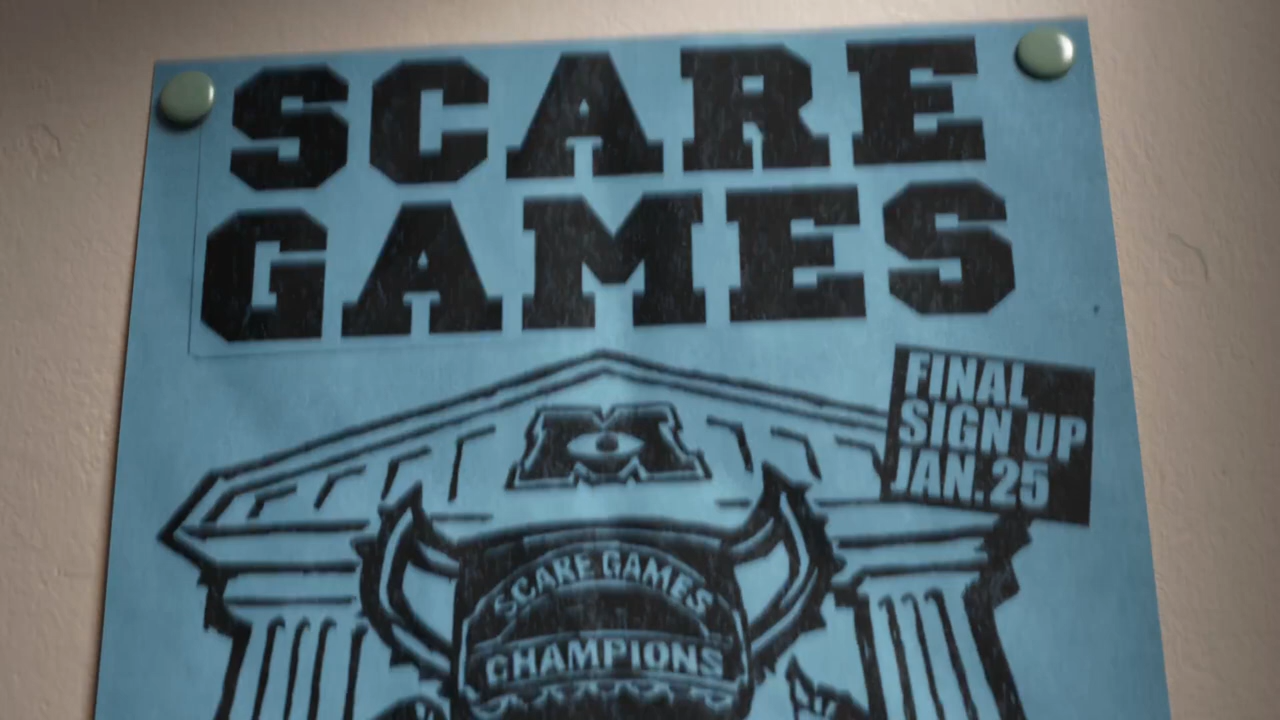 SCARE
GAMES
FINAL
SIGN UP
JAN. 25
M
SCARE GAMES
CHAMPIONS